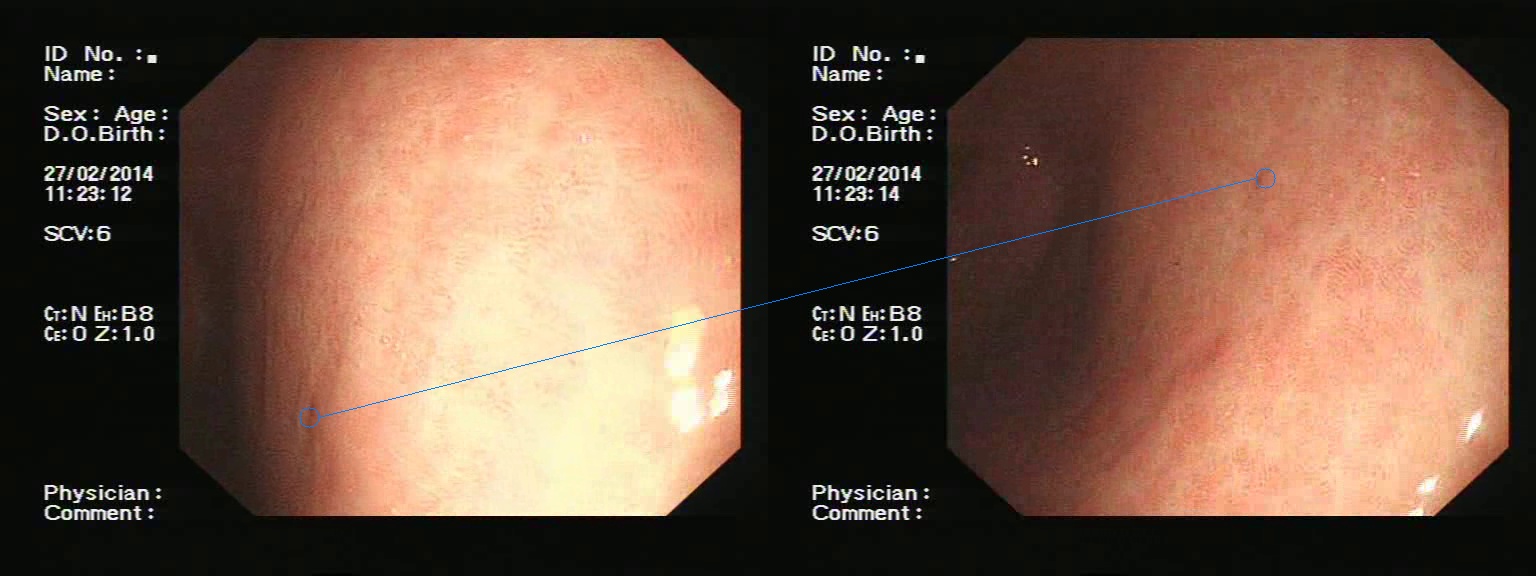 ID No. :
Name:
Sex: Age:
D.O.Birth:
27/02/2014
11:23:12
SCV:6
CT:N EH:B8
CE:0 Z:1.0
Physician:
Comment:
ID No. :
Name:
Sex: Age:
D.O.Birth:
27/02/2014
11:23:14
SCV:6
CT:N EH:B8
CE:0 Z:1.0
Physician:
Comment: